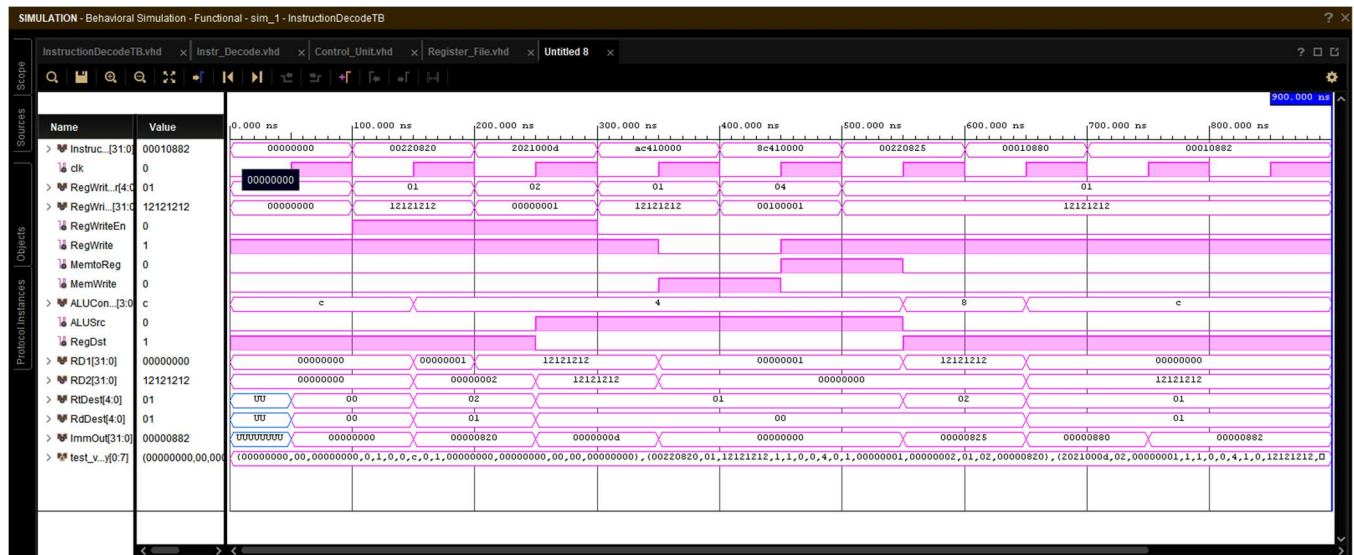 SIMULATION - Behavioral Simulation - Functional - sim_1 - InstructionDecodeTB ? ×
InstructionDecodeTB.vhd × Instr_Decode.vhd × Control_Unit.vhd × Register_File.vhd × Untitled 8 × ?
Scope
Sources
Objects
Protocol Instances
900.000 ns
Name Value 0.000 ns 100.000 ns 200.000 ns 300.000 ns 400.000 ns 500.000 ns 600.000 ns 700.000 ns 800.000 ns
Instruc...[31:0] 00010882 00000000 00220820 2021000d ac410000 8c410000 00220825 00010880 00010882
clk 0
00000000
RegWrit...r[4:0 01 01 02 01 04 01
RegWri...[31:0 12121212 00000000 12121212 00000001 12121212 00100001 12121212
RegWriteEn 0
RegWrite 1
MemtoReg 0
MemWrite 0
ALUCon...[3:0 c c 4 8 c
ALUSrc 0
RegDst 1
RD1[31:0] 00000000 00000000 00000001 12121212 00000001 12121212 00000000
RD2[31:0] 12121212 00000000 00000002 12121212 00000000 12121212
RtDest[4:0] 01 UU 00 02 01 02 01
RdDest[4:0] 01 UU 00 01 00 01
ImmOut[31:0] 00000882 UUUUUUUU 00000000 00000820 0000000d 00000000 00000825 00000880 00000882
test_v...y[0:7] (00000000,00,000 (00000000,00,00000000,0,1,0,0,c,0,1,00000000,00000000,00,00,00000000),(00220820,01,12121212,1,1,0,0,4,0,1,00000001,00000002,01,02,00000820),(2021000d,02,00000001,1,1,0,0,4,1,0,12121212,